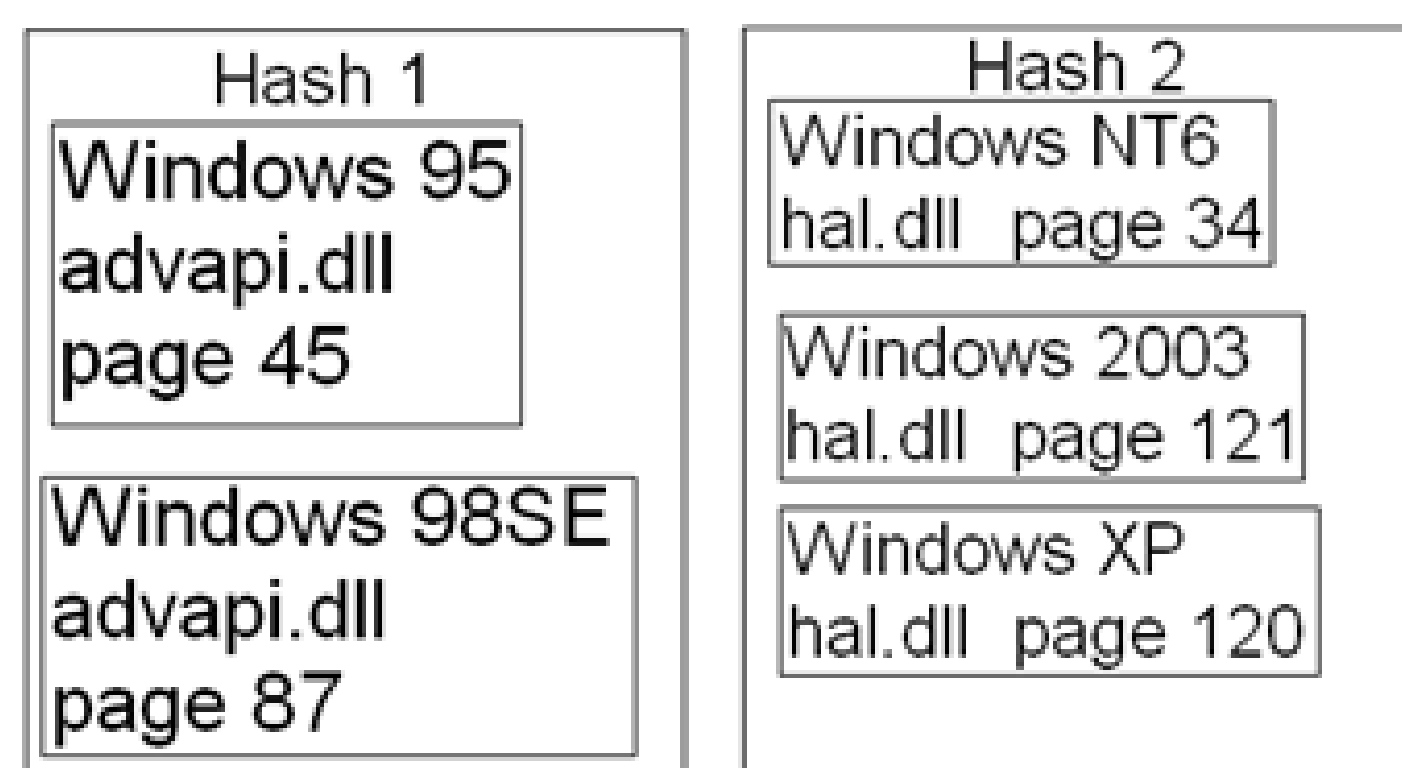 Hash 1
Windows 95
advapi.dll
page 45
Windows 98SE
advapi.dll
page 87
Hash 2
Windows NT6
hal.dll page 34
Windows 2003
hal.dll page 121
Windows XP
hal.dll page 120